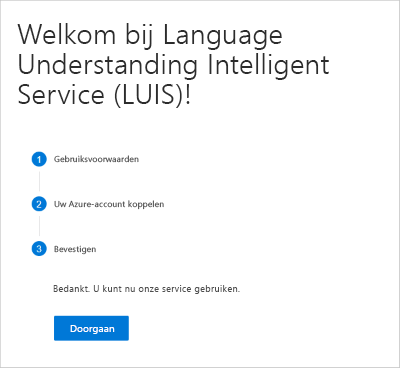 Welkom bij Language
Understanding Intelligent
Service (LUIS)!
1 Gebruiksvoorwaarden
2 Uw Azure-account koppelen
3 Bevestigen
Bedankt. U kunt nu onze service gebruiken.
Doorgaan